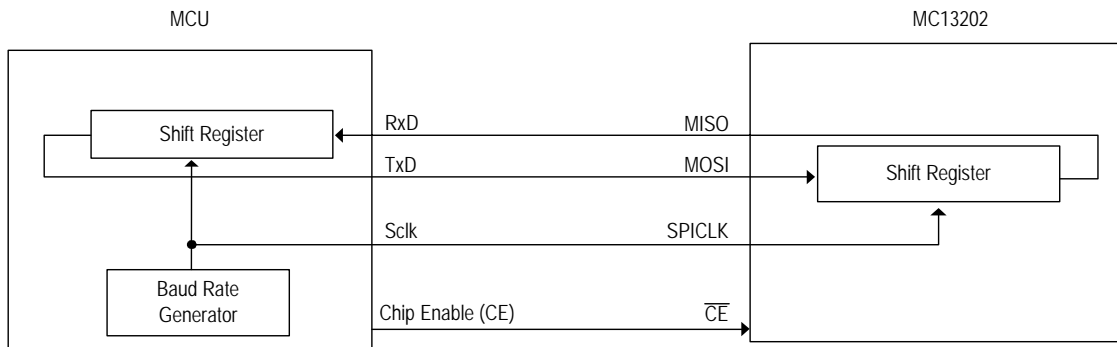 MCU
MC13202
Shift Register
RxD
MISO
TxD
MOSI
Shift Register
Sclk
SPICLK
Baud Rate
Generator
Chip Enable (CE)
CE